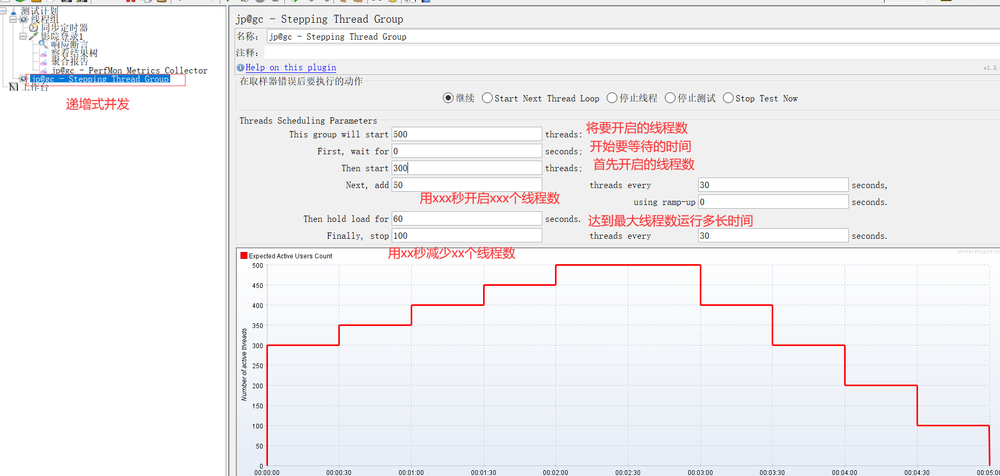 测试计划
线程组
同步定时器
影院登录1
响应断言
察看结果树
聚合报告
jp@gc - PerfMon Metrics Collector
jp@gc - Stepping Thread Group
工作台
递增式并发
jp@gc - Stepping Thread Group
名称： jp@gc - Stepping Thread Group
注释：
Help on this plugin
v1.3.
在取样器错误后要执行的动作
继续 Start Next Thread Loop 停止线程 停止测试 Stop Test Now
Threads Scheduling Parameters
This group will start 500 threads: 将要开启的线程数
First, wait for 0 seconds; 开始要等待的时间
Then start 300 threads; 首先开启的线程数
Next, add 50 threads every 30 seconds,
用xxx秒开启xxx个线程数
using ramp-up 0 seconds.
Then hold load for 60 seconds. 达到最大线程数运行多长时间
Finally, stop 100 threads every 30 seconds.
用xx秒减少xx个线程数
Expected Active Users Count
jmeter-plugins.or
500
450
400
350
300
250
200
150
100
50
0
Number of active threads
00:00:00 00:00:30 00:01:00 00:01:30 00:02:00 00:02:30 00:03:00 00:03:30 00:04:00 00:04:30 00:05:0